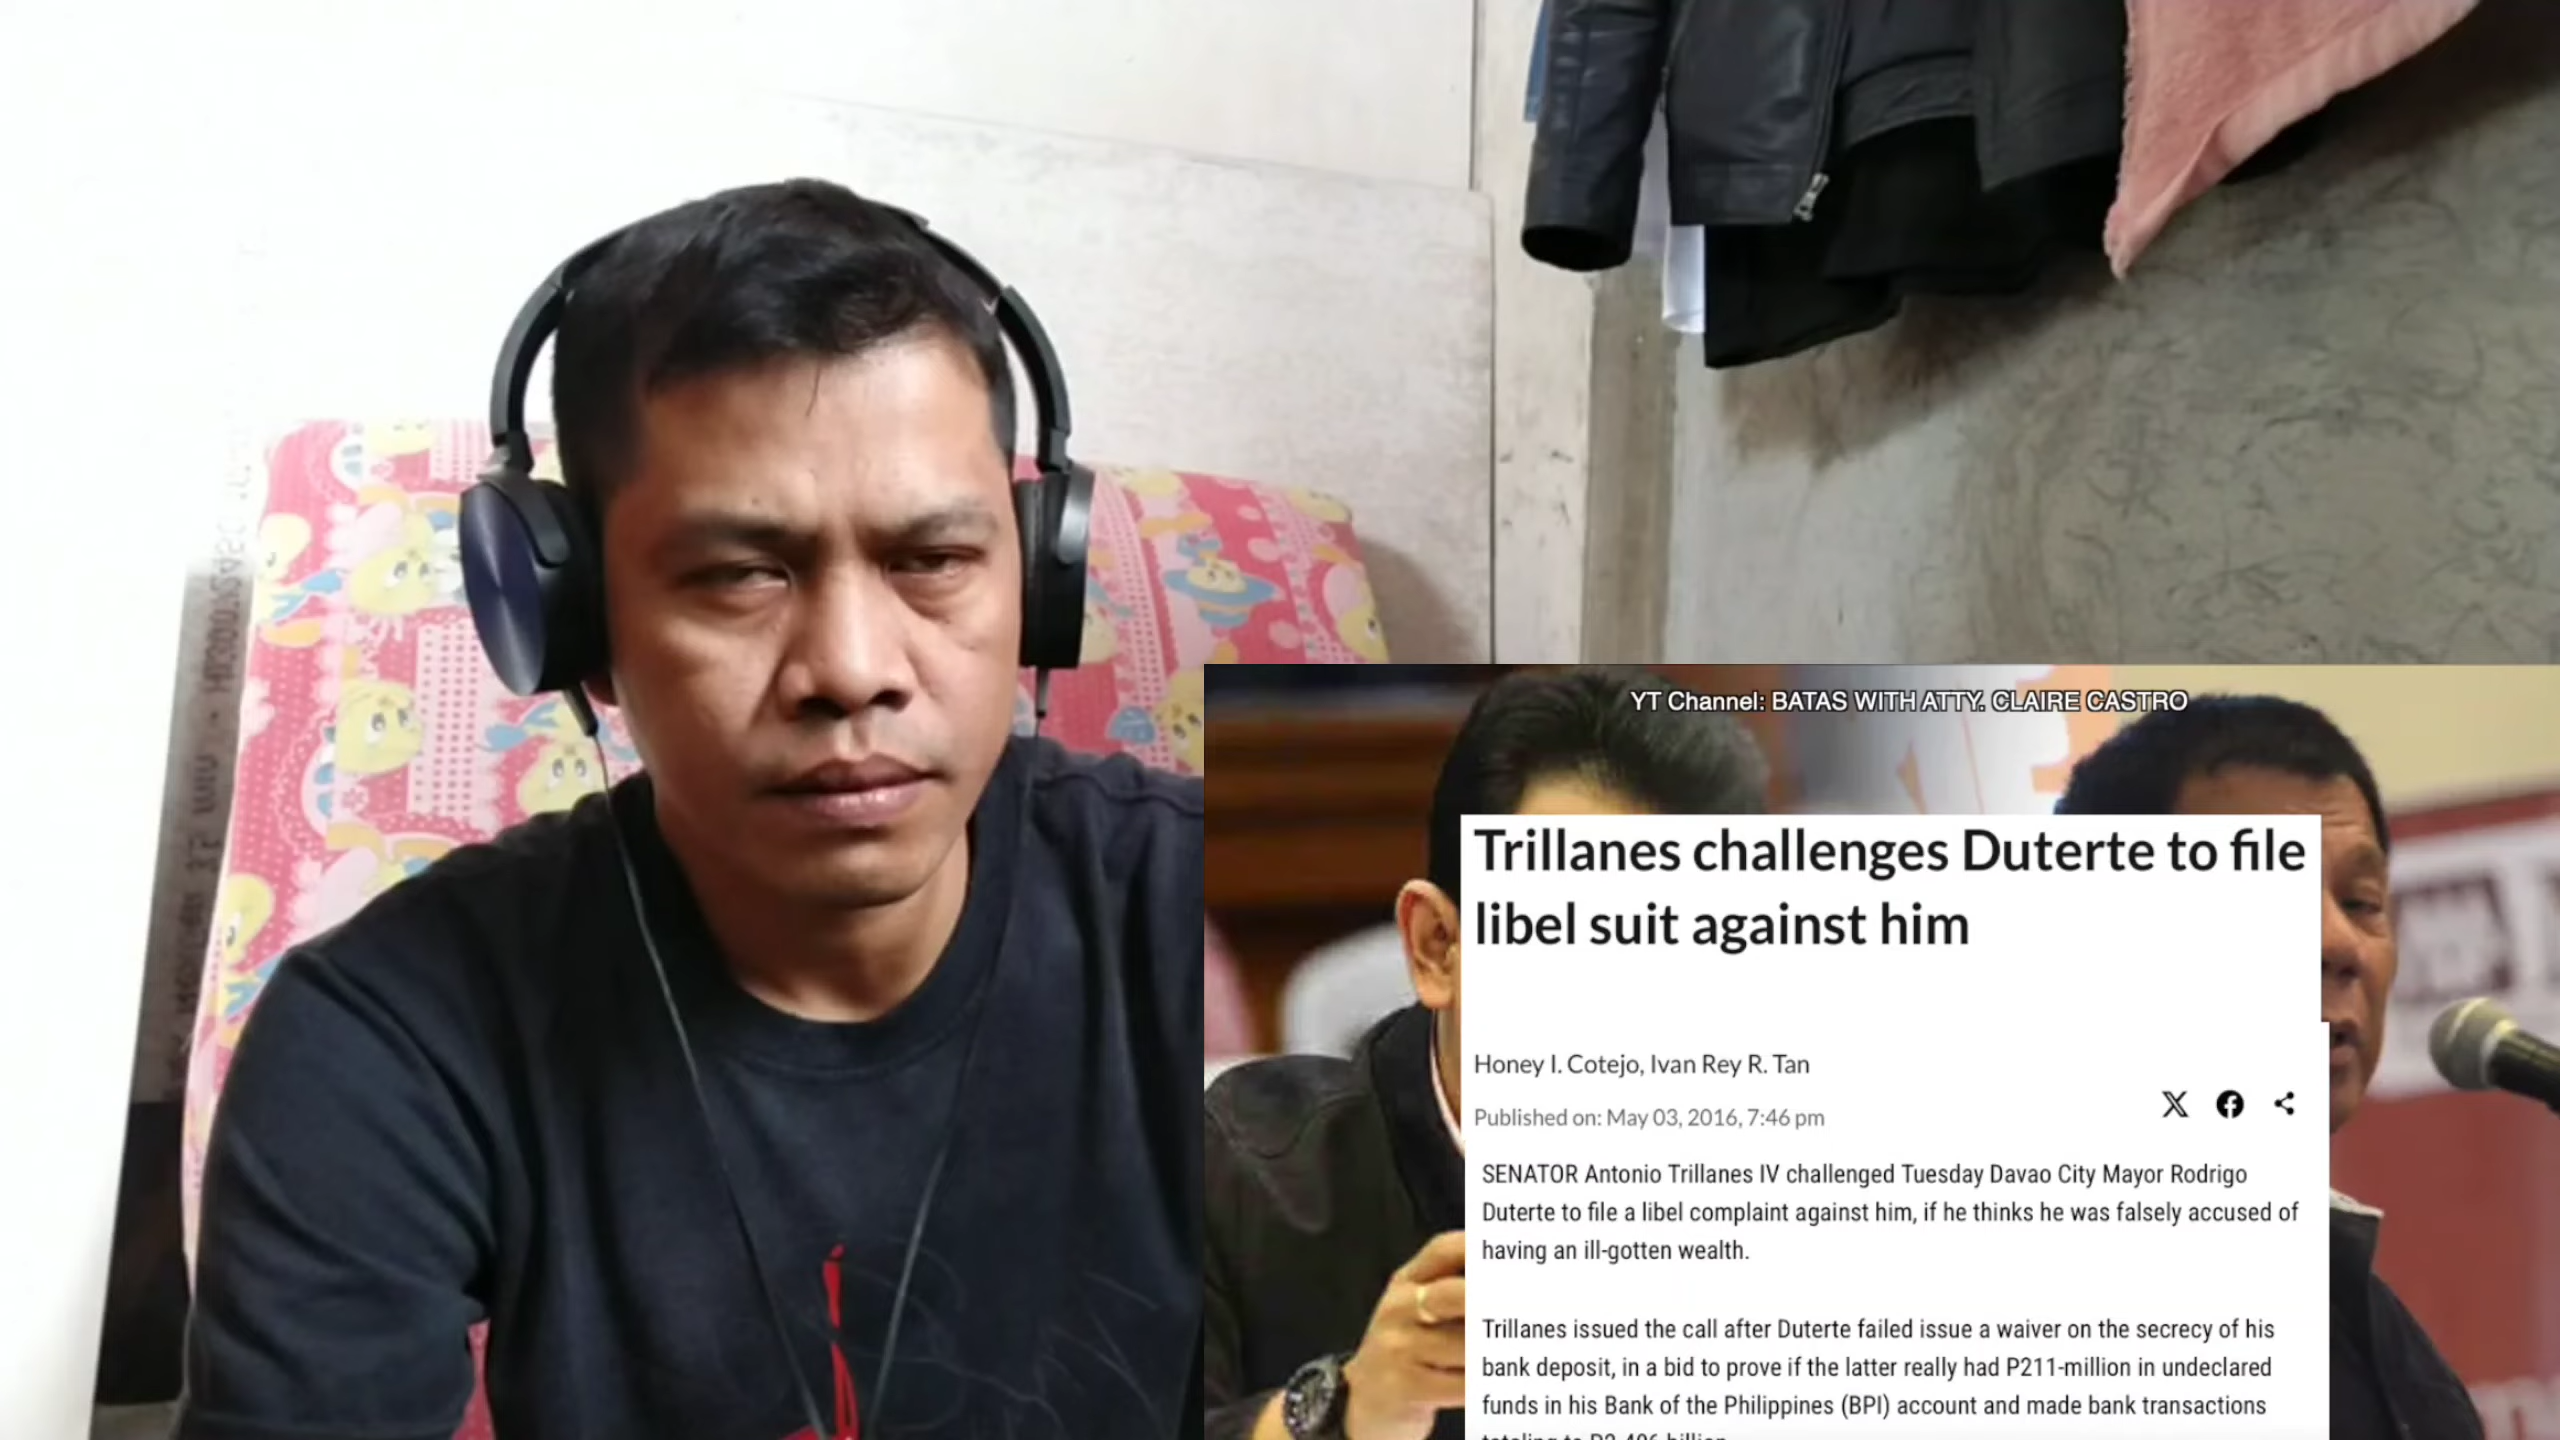 YT Channel: BATAS WITH ATTY. CLAIRE CASTRO
Trillanes challenges Duterte to file
libel suit against him
Honey I. Cotejo, Ivan Rey R. Tan
Published on: May 03, 2016, 7:46 pm
SENATOR Antonio Trillanes IV challenged Tuesday Davao City Mayor Rodrigo
Duterte to file a libel complaint against him, if he thinks he was falsely accused of
having an ill-gotten wealth.
Trillanes issued the call after Duterte failed issue a waiver on the secrecy of his
bank deposit, in a bid to prove if the latter really had P211-million in undeclared
funds in his Bank of the Philippines (BPI) account and made bank transactions